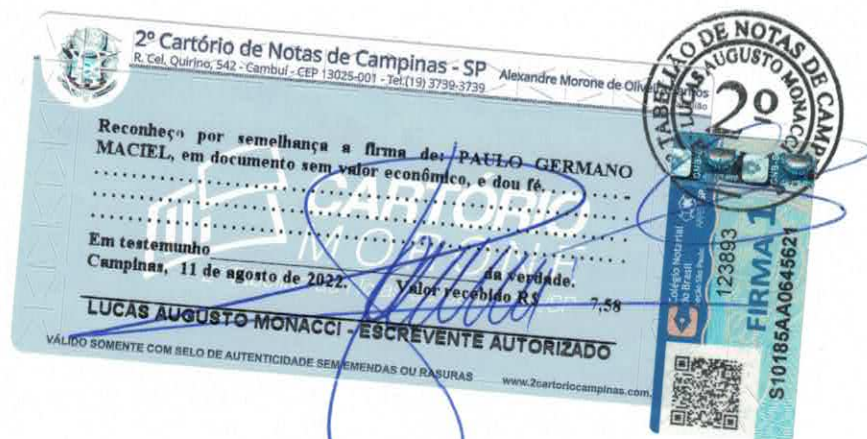 2º Cartório de Notas de Campinas - SP
R. Cel. Quirino, 542 - Cambuí - CEP 13025-001 - Tel.(19) 3739-3739
Alexandre Morone de
TABELIÃO DE NOTAS DE CAMP
LUCAS AUGUSTO MONACCI
2º
Reconheço por semelhança a firma de: PAULO GERMANO
MACIEL, em documento sem valor econômico, e dou fé.
CARTÓRIO
MORONE
Em testemunho da verdade.
Campinas, 11 de agosto de 2022. Valor recebido R$ 7,58
LUCAS AUGUSTO MONACCI - ESCREVENTE AUTORIZADO
VÁLIDO SOMENTE COM SELO DE AUTENTICIDADE SEM EMENDAS OU RASURAS
www.2cartoriocampinas.com.
Colégio Notarial
do Brasil
123893
FIRMA 1
S10185AA0645621